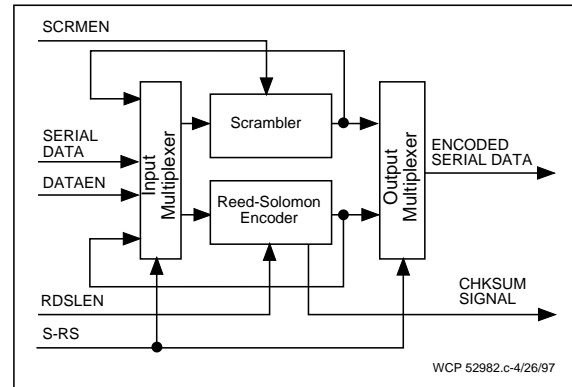 SCRMEN
Scrambler
SERIAL
DATA
DATAEN
Input
Multiplexer
Reed-Solomon
Encoder
Output
Multiplexer
ENCODED
SERIAL DATA
RDSLEN
S-RS
CHKSUM
SIGNAL
WCP 52982.c-4/26/97